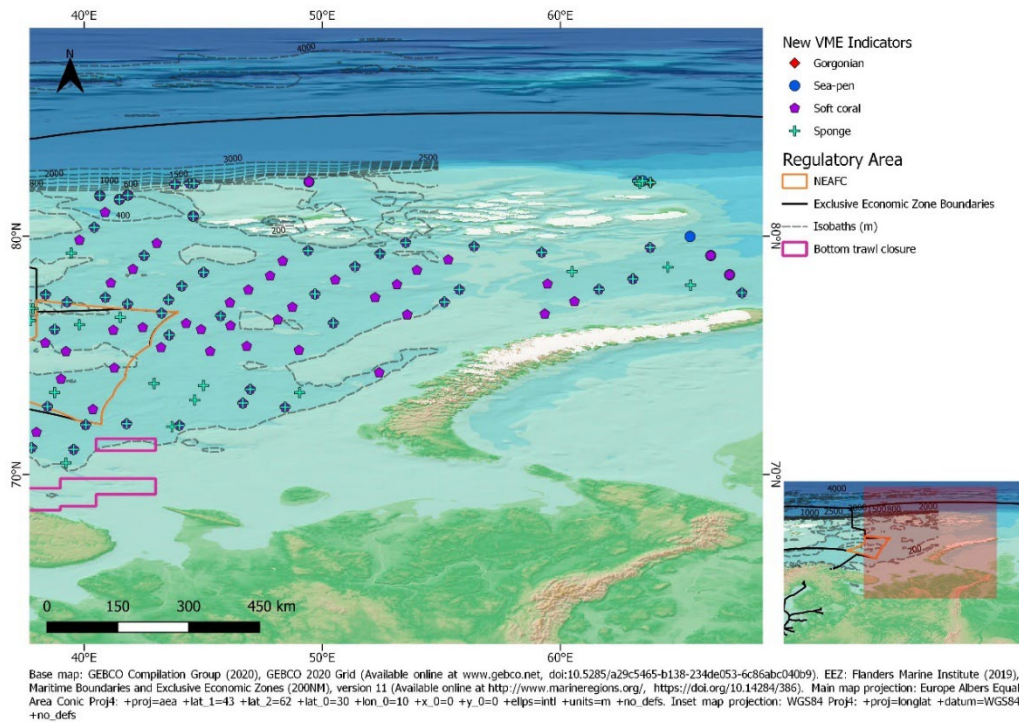 40°E 50°E 60°E
N
4000
New VME Indicators
Gorgonian
Sea-pen
Soft coral
Sponge
Regulatory Area
NEAFC
Exclusive Economic Zone Boundaries
Isobaths (m)
Bottom trawl closure
3000
2500
2000
1000
800
600
400
200
80°N 80°N
70°N 70°N
0 150 300 450 km
40°E 50°E 60°E
4000
1000 2500
2000
200
Base map: GEBCO Compilation Group (2020), GEBCO 2020 Grid (Available online at www.gebco.net, doi:10.5285/a29c5465-b138-234de053-6c86abc040b9). EEZ: Flanders Marine Institute (2019),
Maritime Boundaries and Exclusive Economic Zones (200NM), version 11 (Available online at http://www.marineregions.org/, https://doi.org/10.14284/386). Main map projection: Europe Albers Equal
Area Conic Proj4: +proj=aea +lat_1=43 +lat_2=62 +lat_0=30 +lon_0=10 +x_0=0 +y_0=0 +ellps=intl +units=m +no_defs. Inset map projection: WGS84 Proj4: +proj=longlat +datum=WGS84
+no_defs